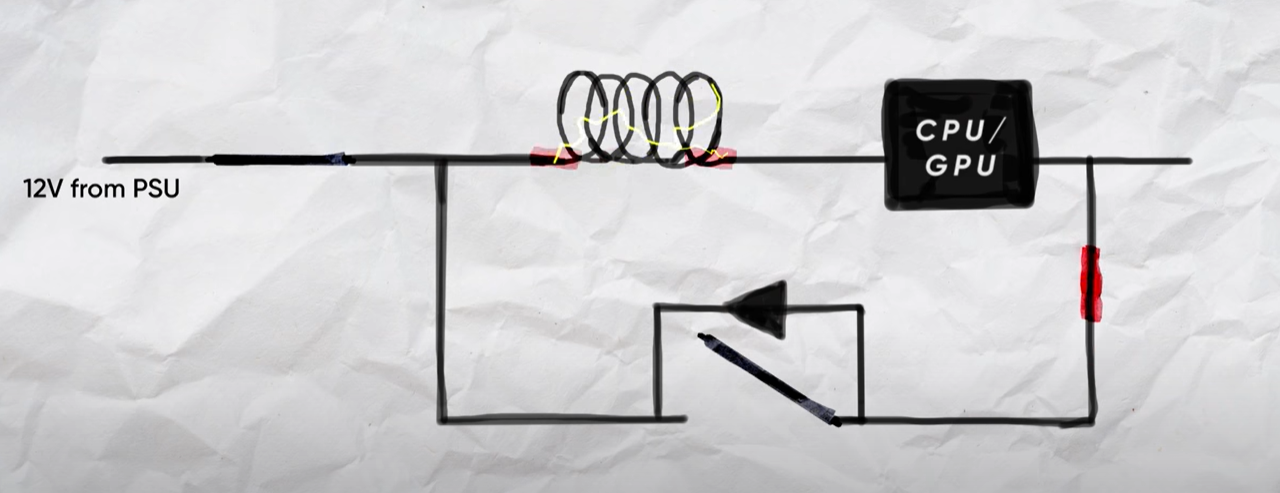 CPU/
GPU
12V from PSU